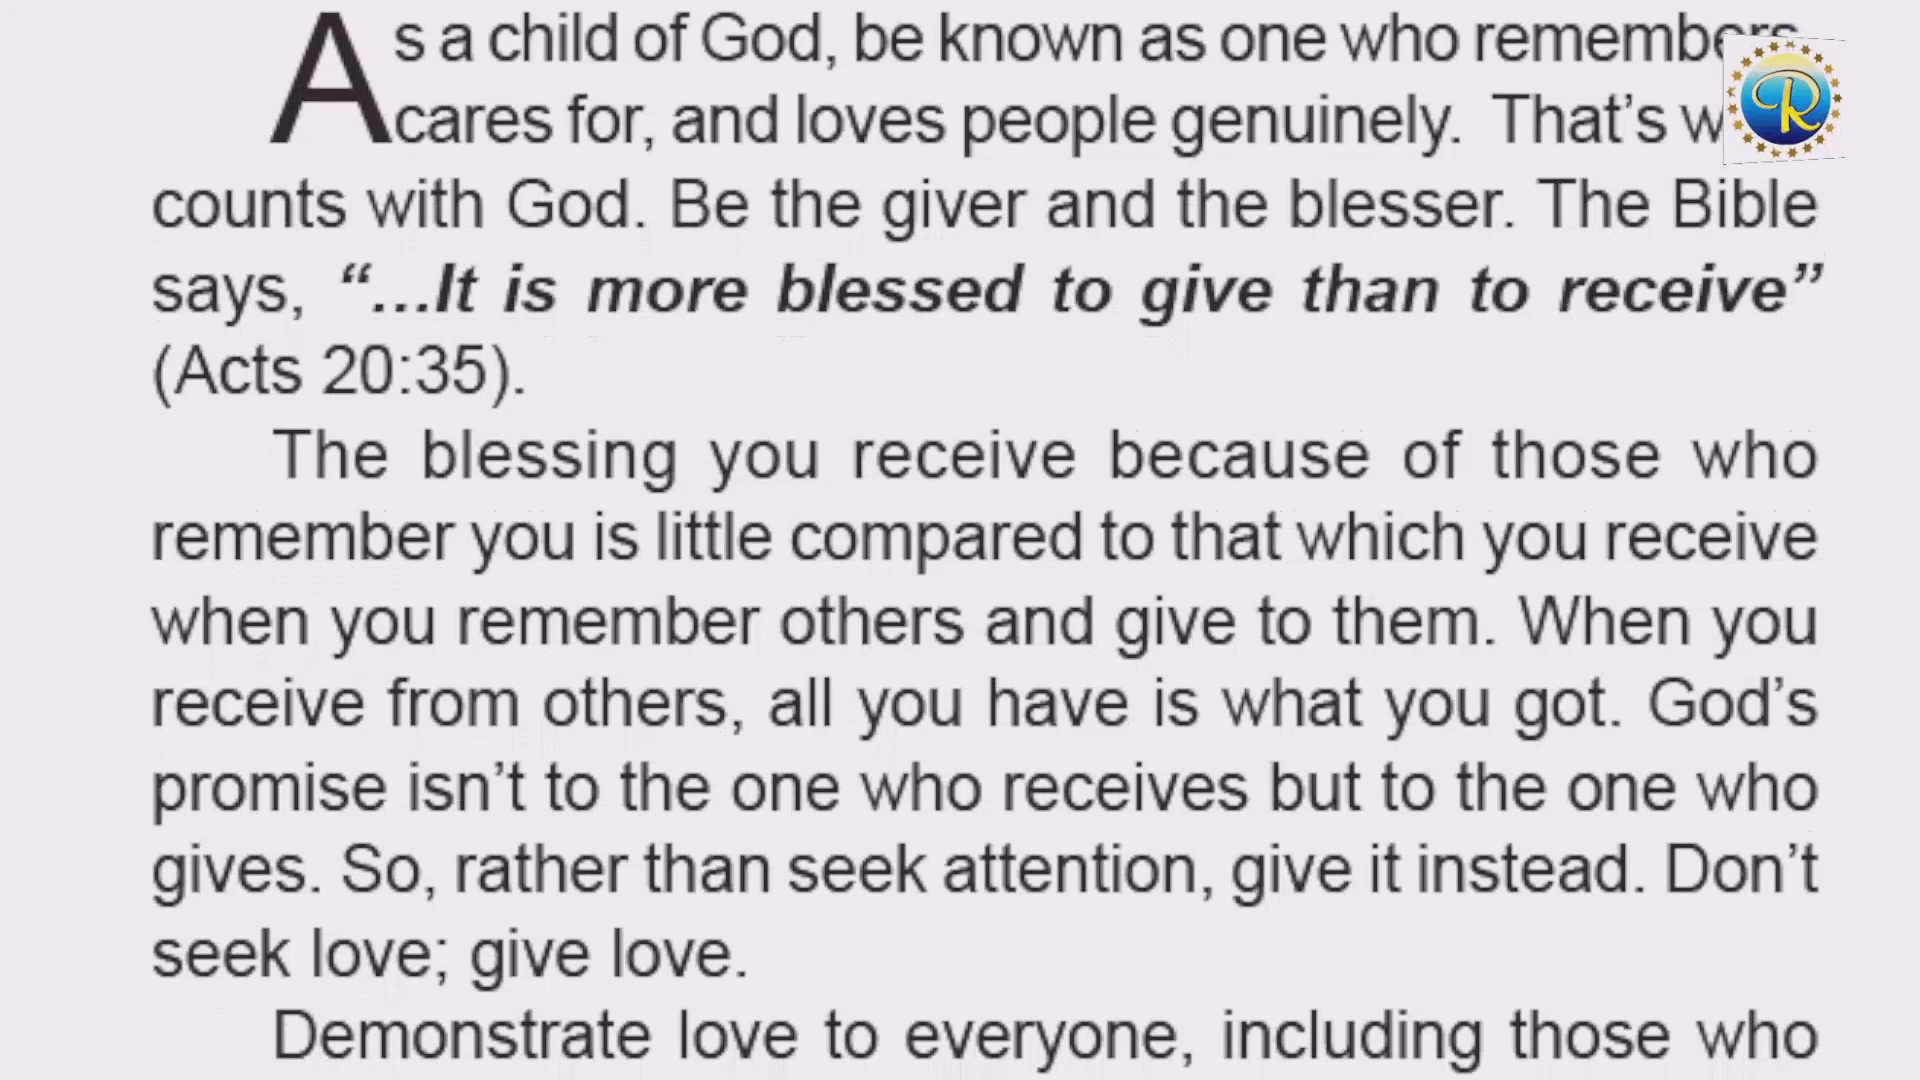 As a child of God, be known as one who remembers
cares for, and loves people genuinely. That's
counts with God. Be the giver and the blesser. The Bible
says, “...It is more blessed to give than to receive”
(Acts 20:35).
The blessing you receive because of those who
remember you is little compared to that which you receive
when you remember others and give to them. When you
receive from others, all you have is what you got. God’s
promise isn’t to the one who receives but to the one who
gives. So, rather than seek attention, give it instead. Don’t
seek love; give love.
Demonstrate love to everyone, including those who
R